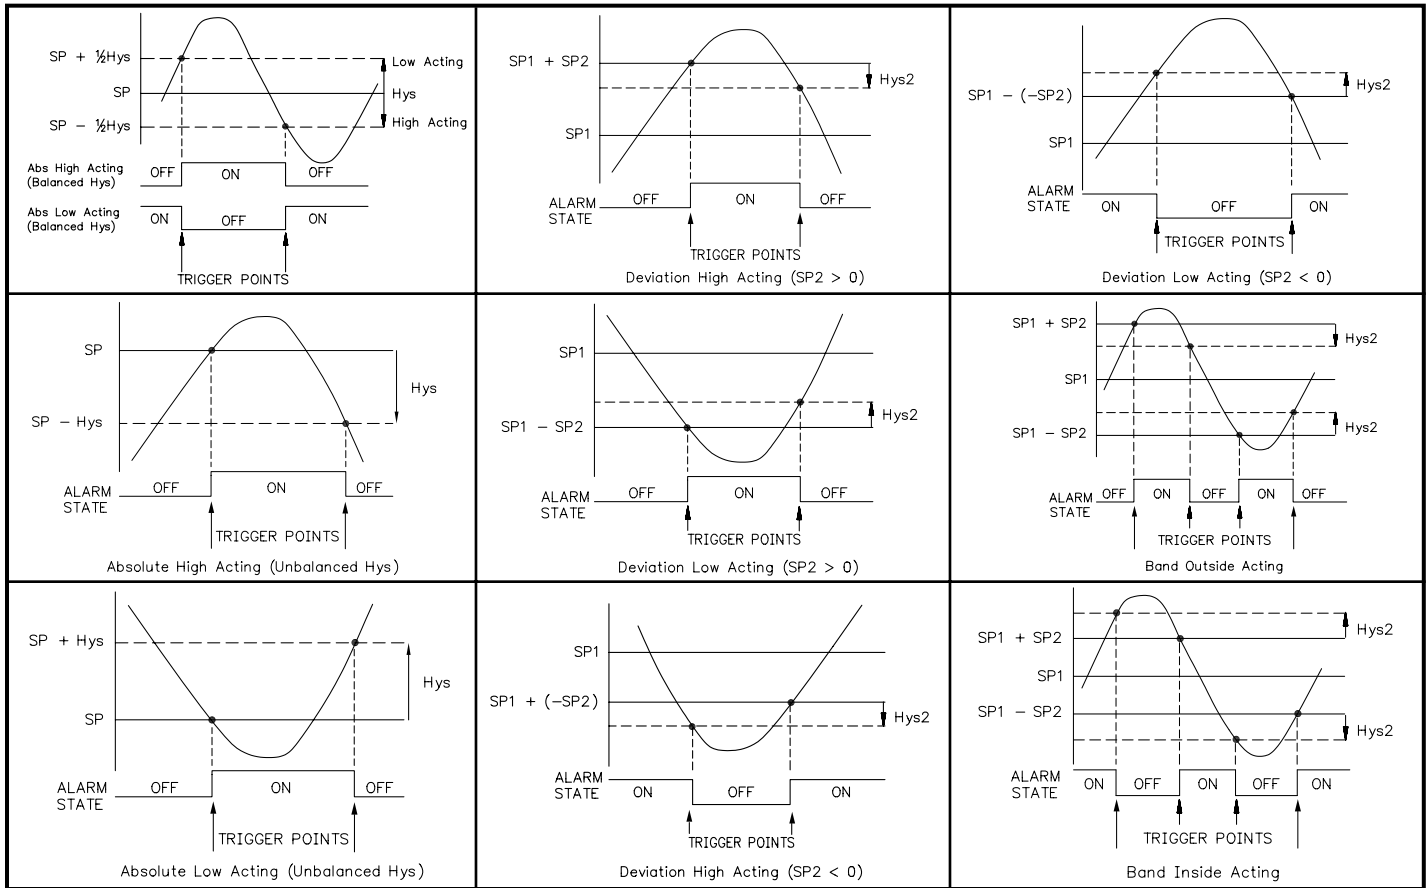 SP + ½Hys
Low Acting
SP
Hys
SP - ½Hys
High Acting
Abs High Acting
(Balanced Hys)
OFF
ON
OFF
Abs Low Acting
(Balanced Hys)
ON
OFF
ON
TRIGGER POINTS
SP1 + SP2
Hys2
SP1
ALARM
STATE
OFF
ON
OFF
TRIGGER POINTS
Deviation High Acting (SP2 > 0)
Hys2
SP1 - (-SP2)
SP1
ALARM
STATE
ON
OFF
ON
TRIGGER POINTS
Deviation Low Acting (SP2 < 0)
SP
Hys
SP - Hys
ALARM
STATE
OFF
ON
OFF
TRIGGER POINTS
Absolute High Acting (Unbalanced Hys)
SP1
Hys2
SP1 - SP2
ALARM
STATE
OFF
ON
OFF
TRIGGER POINTS
Deviation Low Acting (SP2 > 0)
SP1 + SP2
Hys2
SP1
Hys2
SP1 - SP2
ALARM
STATE
OFF
ON
OFF
ON
OFF
TRIGGER POINTS
Band Outside Acting
SP + Hys
Hys
SP
ALARM
STATE
OFF
ON
OFF
TRIGGER POINTS
Absolute Low Acting (Unbalanced Hys)
SP1
SP1 + (-SP2)
Hys2
ALARM
STATE
ON
OFF
ON
TRIGGER POINTS
Deviation High Acting (SP2 < 0)
Hys2
SP1 + SP2
SP1
SP1 - SP2
Hys2
ALARM
STATE
ON
OFF
ON
OFF
ON
TRIGGER POINTS
Band Inside Acting